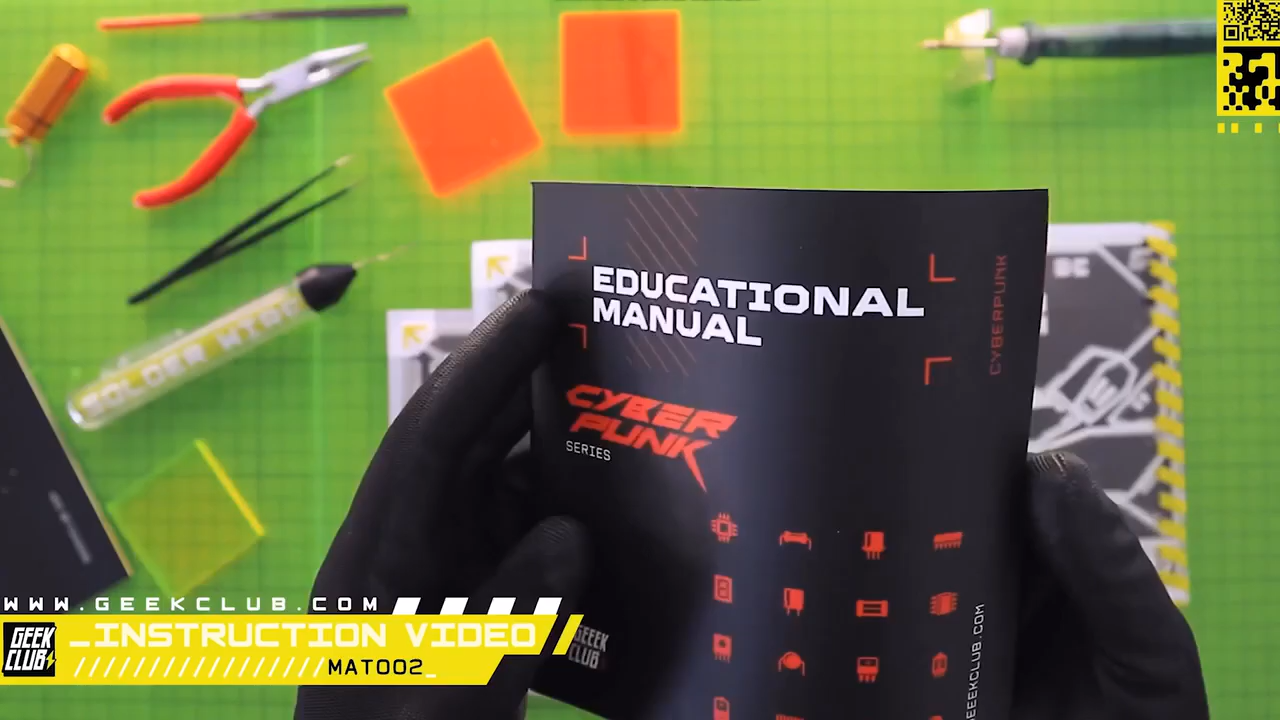 EDUCATIONAL
MANUAL
CYBERPUNK
CYBER
PUNK
SERIES
SOLDER WIRE
WWW.GEEKCLUB.COM
_INSTRUCTION VIDEO
GEEK
CLUB
///////////////////MAT002_
GEEEK
CLUB
GEEEKCLUB.COM